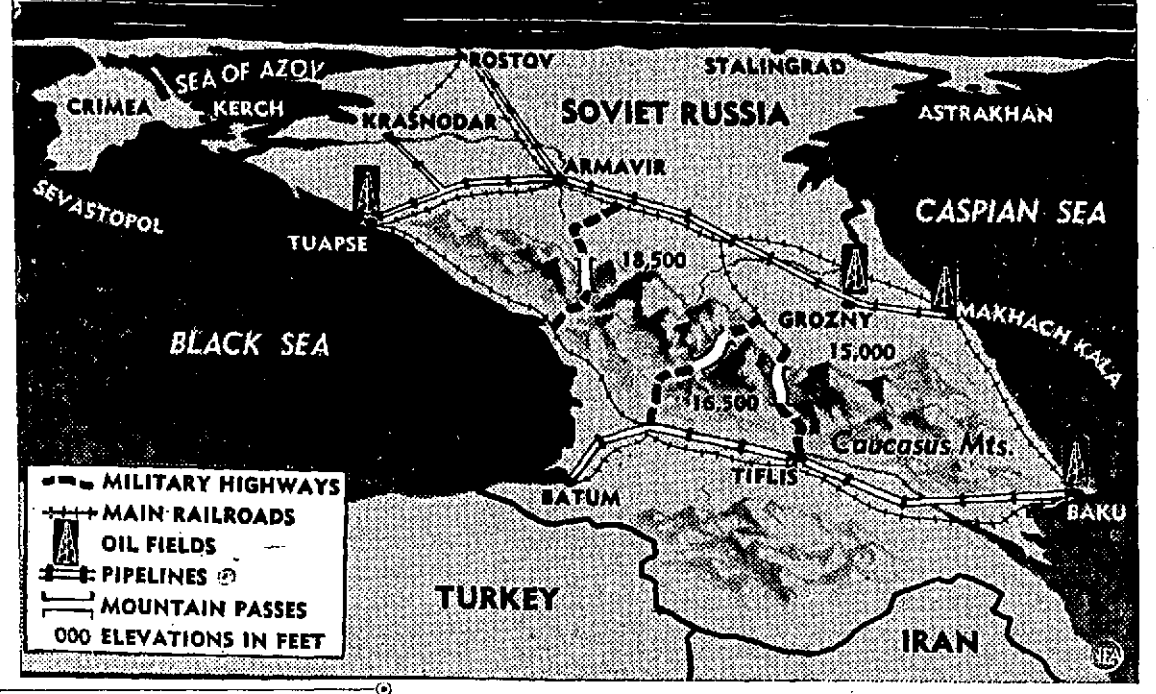 ROSTOV
STALINGRAD
SEA OF AZOV
CRIMEA
KERCH
KRASNODAR
SOVIET RUSSIA
ASTRAKHAN
ARMAVIR
SEVASTOPOL
CASPIAN SEA
TUAPSE
18,500
GROZNY
MAKHACH KALA
BLACK SEA
15,000
16,500
Caucasus Mts.
TIFLIS
BATUM
BAKU
MILITARY HIGHWAYS
MAIN RAILROADS
OIL FIELDS
PIPELINES
MOUNTAIN PASSES
000 ELEVATIONS IN FEET
TURKEY
IRAN
NEA